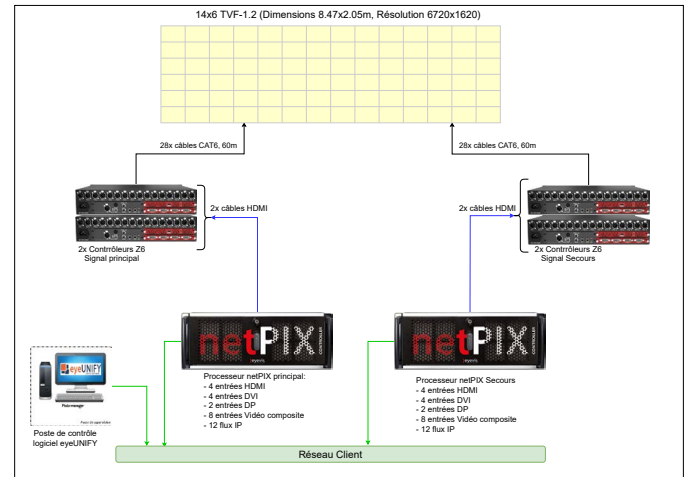 14x6 TVF-1.2 (Dimensions 8.47x2.05m, Résolution 6720x1620)
28x câbles CAT6, 60m
28x câbles CAT6, 60m
2x câbles HDMI
2x câbles HDMI
2x Contrrôleurs Z6
Signal principal
2x Contrrôleurs Z6
Signal Secours
netPIX
CONTROLLER
eyevis
netPIX
CONTROLLER
eyevis
Processeur netPIX principal:
- 4 entrées HDMI
- 4 entrées DVI
- 2 entrées DP
- 8 entrées Vidéo composite
- 12 flux IP
Processeur netPIX Secours
- 4 entrées HDMI
- 4 entrées DVI
- 2 entrées DP
- 8 entrées Vidéo composite
- 12 flux IP
eyeUNIFY
Poste de contrôle
logiciel eyeUNIFY
Réseau Client